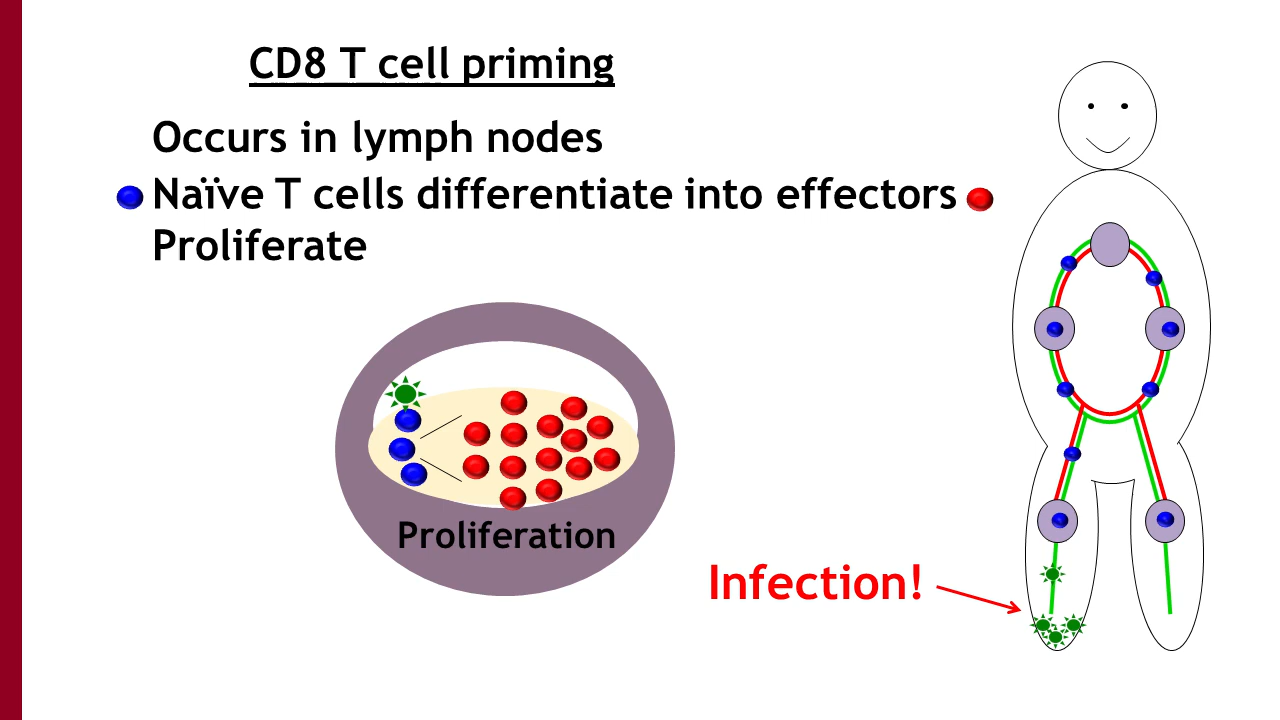 CD8 T cell priming
Occurs in lymph nodes
Naïve T cells differentiate into effectors
Proliferate
Proliferation
Infection!